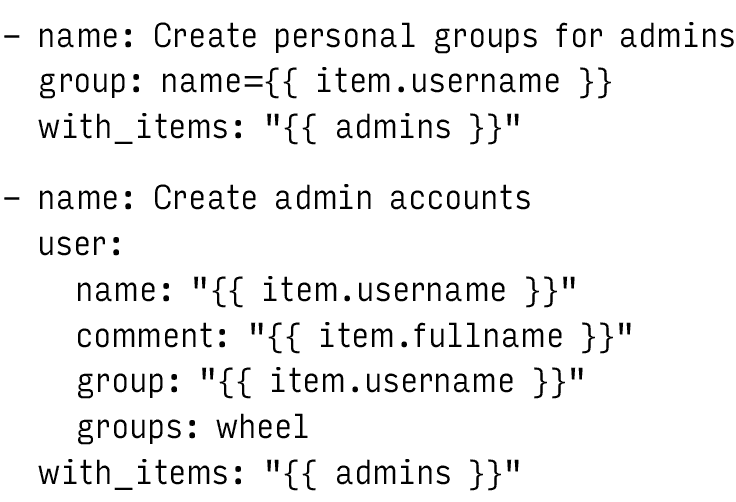 - name: Create personal groups for admins
  group: name={{ item.username }}
  with_items: "{{ admins }}"

- name: Create admin accounts
  user:
    name: "{{ item.username }}"
    comment: "{{ item.fullname }}"
    group: "{{ item.username }}"
    groups: wheel
  with_items: "{{ admins }}"